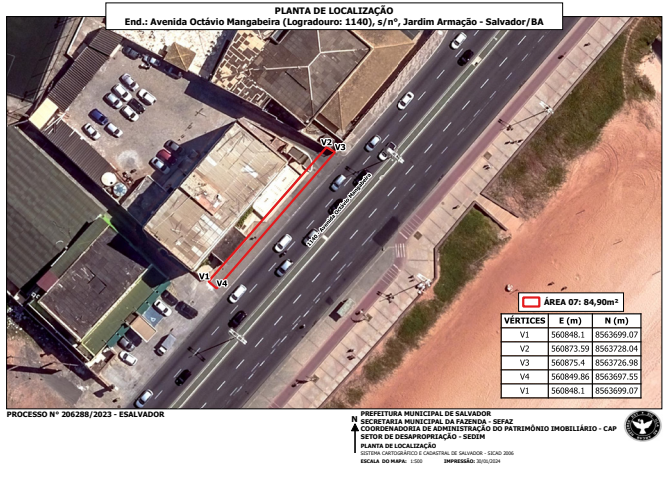 PLANTA DE LOCALIZAÇÃO
End.: Avenida Octávio Mangabeira (Logradouro: 1140), s/n°, Jardim Armação - Salvador/BA
V2
V3
1140 - Avenida Octávio Mangabeira
V1
V4
ÁREA 07: 84,90m²
VÉRTICES E (m) N (m)
V1 560848.1 8563699.07
V2 560873.59 8563728.04
V3 560875.4 8563726.98
V4 560849.86 8563697.55
V1 560848.1 8563699.07
PROCESSO N° 206288/2023 - ESALVADOR
N
PREFEITURA MUNICIPAL DE SALVADOR
SECRETARIA MUNICIPAL DA FAZENDA - SEFAZ
COORDENADORIA DE ADMINISTRAÇÃO DO PATRIMÔNIO IMOBILIÁRIO - CAP
SETOR DE DESAPROPRIAÇÃO - SEDIM
PLANTA DE LOCALIZAÇÃO
SISTEMA CARTOGRÁFICO E CADASTRAL DE SALVADOR - SICAD 2006
ESCALA DO MAPA: 1:500 IMPRESSÃO: 30/01/2024